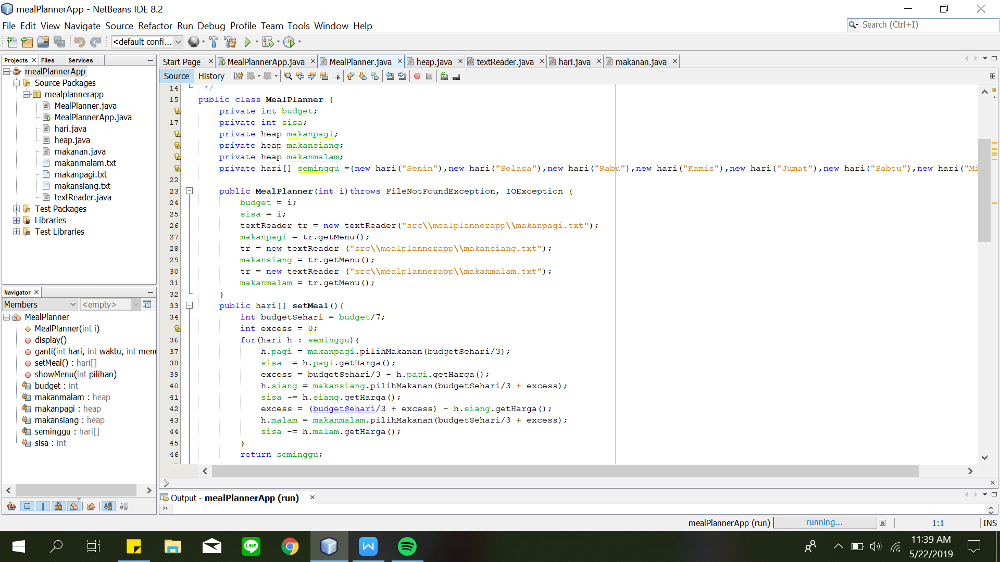 mealPlannerApp - NetBeans IDE 8.2
File Edit View Navigate Source Refactor Run Debug Profile Team Tools Window Help
Search (Ctrl+I)
<default confi...
Projects Files Services
mealPlannerApp
Source Packages
mealplannerapp
MealPlanner.java
MealPlannerApp.java
hari.java
heap.java
makanan.java
makanmalam.txt
makanpagi.txt
makansiang.txt
textReader.java
Test Packages
Libraries
Test Libraries
Navigator
Members <empty>
MealPlanner
MealPlanner(int i)
display()
ganti(int hari, int waktu, int menu
setMeal() : hari[]
showMenu(int pilihan)
budget : int
makanmalam : heap
makanpagi : heap
makansiang : heap
seminggu : hari[]
sisa : int
Start Page MealPlannerApp.java MealPlanner.java heap.java textReader.java hari.java makanan.java
Source History
14 */
15 public class MealPlanner {
private int budget;
17 private int sisa;
private heap makanpagi;
private heap makansiang;
private heap makanmalam;
private hari[] seminggu ={new hari("Senin"),new hari("Selasa"),new hari("Rabu"),new hari("Kamis"),new hari("Jumat"),new hari("Sabtu"),new hari("Mi
22
23 public MealPlanner(int i)throws FileNotFoundException, IOException {
24 budget = i;
25 sisa = i;
26 textReader tr = new textReader("src\\mealplannerapp\\makanpagi.txt");
27 makanpagi = tr.getMenu();
28 tr = new textReader ("src\\mealplannerapp\\makansiang.txt");
29 makansiang = tr.getMenu();
30 tr = new textReader ("src\\mealplannerapp\\makanmalam.txt");
31 makanmalam = tr.getMenu();
32 }
33 public hari[] setMeal(){
34 int budgetSehari = budget/7;
int excess = 0;
36 for(hari h : seminggu){
37 h.pagi = makanpagi.pilihMakanan(budgetSehari/3);
38 sisa -= h.pagi.getHarga();
39 excess = budgetSehari/3 - h.pagi.getHarga();
40 h.siang = makansiang.pilihMakanan(budgetSehari/3 + excess);
41 sisa -= h.siang.getHarga();
42 excess = (budgetSehari/3 + excess) - h.siang.getHarga();
43 h.malam = makanmalam.pilihMakanan(budgetSehari/3 + excess);
44 sisa -= h.malam.getHarga();
45 }
46 return seminggu;
Output - mealPlannerApp (run)
mealPlannerApp (run) running... 1:1 INS
LINE
11:39 AM
5/22/2019